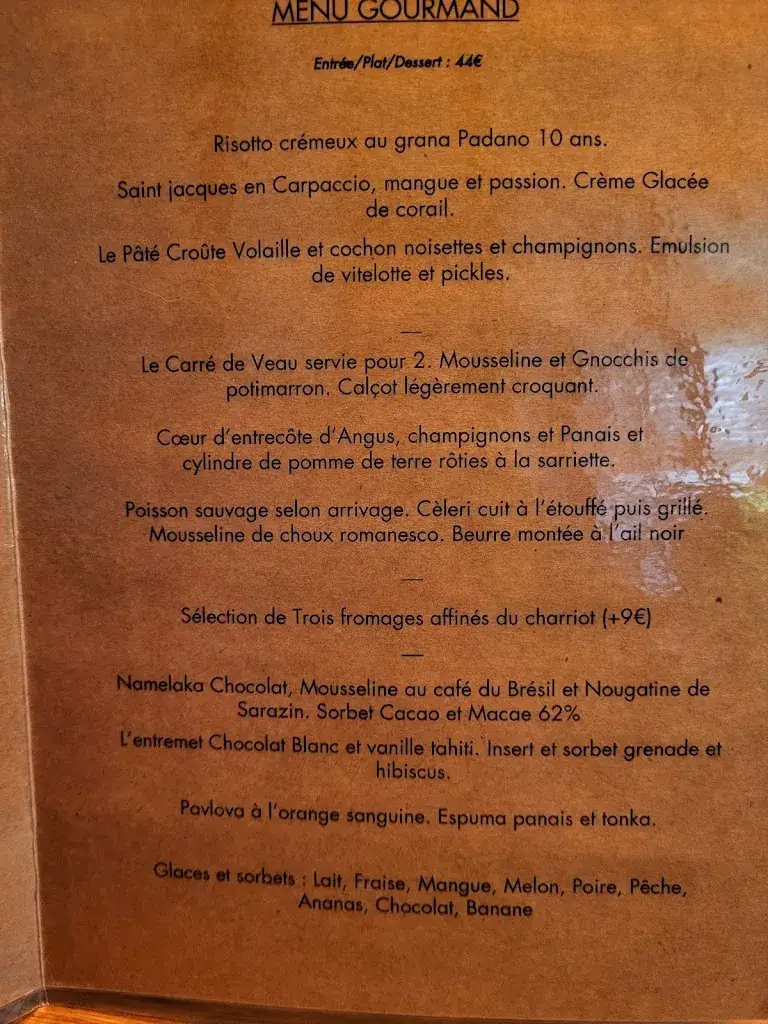 MENU GOURMAND
Entrée/Plat/Dessert : 44€
Risotto crémeux au grana Padano 10 ans.
Saint jacques en Carpaccio, mangue et passion. Crème Glacée
de corail.
Le Pâté Croûte Volaille et cochon noisettes et champignons. Emulsion
de vitelotte et pickles.
—
Le Carré de Veau servie pour 2. Mousseline et Gnocchis de
potimarron. Calçot légèrement croquant.
Cœur d'entrecôte d'Angus, champignons et Panais et
cylindre de pomme de terre rôties à la sarriette.
Poisson sauvage selon arrivage. Cèleri cuit à l'étouffé puis grillé.
Mousseline de choux romanesco. Beurre montée à l'ail noir
—
Sélection de Trois fromages affinés du charriot (+9€)
—
Namelaka Chocolat, Mousseline au café du Brésil et Nougatine de
Sarazin. Sorbet Cacao et Macae 62%
L'entremet Chocolat Blanc et vanille tahiti. Insert et sorbet grenade et
hibiscus.
Pavlova à l'orange sanguine. Espuma panais et tonka.
Glaces et sorbets : Lait, Fraise, Mangue, Melon, Poire, Pêche,
Ananas, Chocolat, Banane